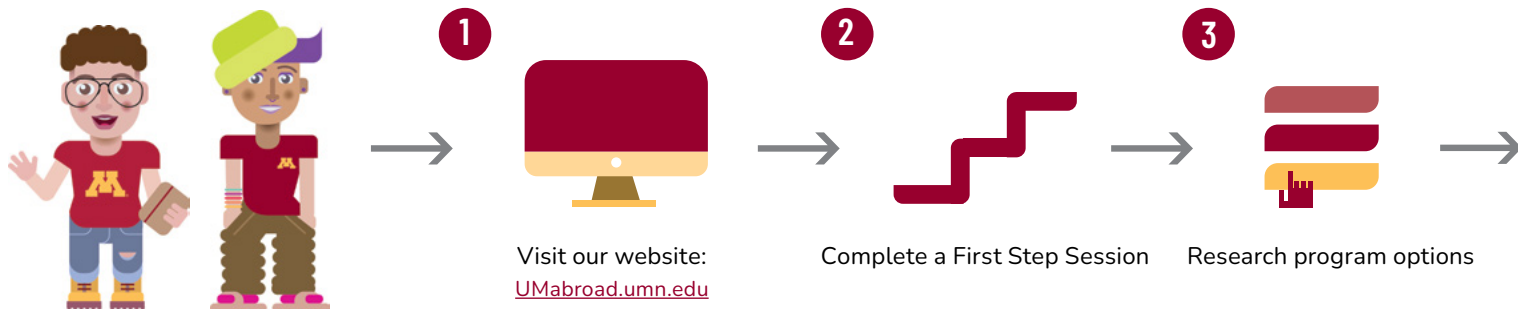 1
2
3
M
M
Visit our website:
UMabroad.umn.edu
Complete a First Step Session
Research program options